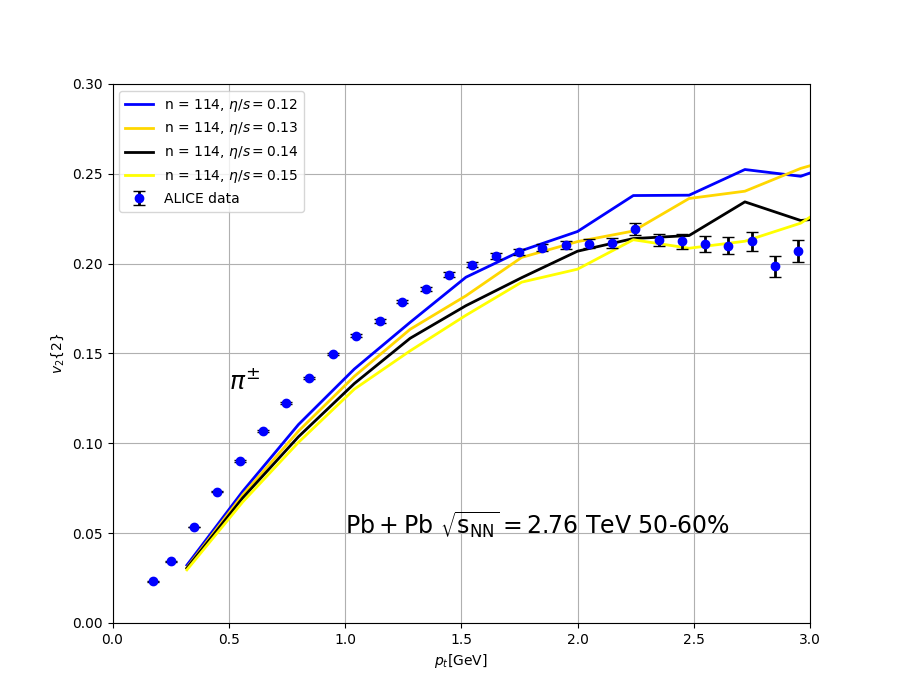 0.30
n = 114, η/s = 0.12
n = 114, η/s = 0.13
n = 114, η/s = 0.14
n = 114, η/s = 0.15
ALICE data
0.25
0.20
0.15
0.10
0.05
0.00
v₂{2}
π±
Pb + Pb √sNN = 2.76 TeV 50-60%
0.0 0.5 1.0 1.5 2.0 2.5 3.0
pₜ[GeV]